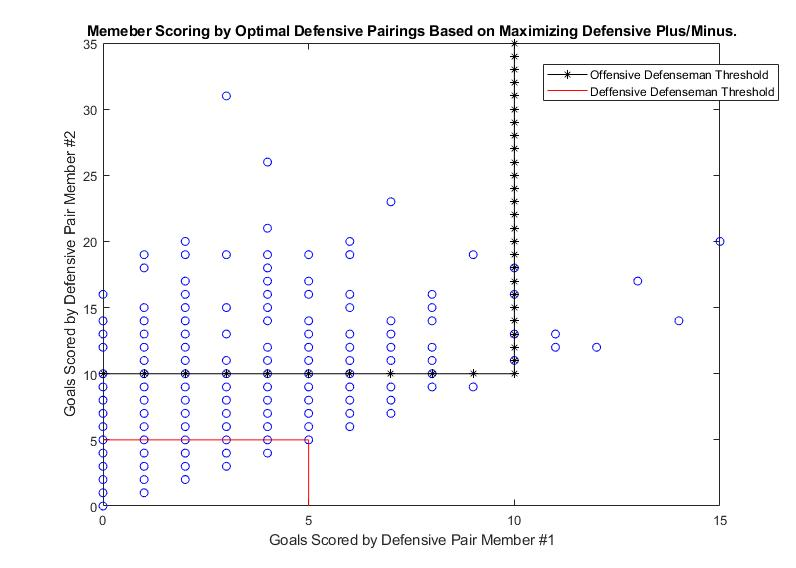 Memeber Scoring by Optimal Defensive Pairings Based on Maximizing Defensive Plus/Minus.
35
30
25
20
15
10
5
0
Goals Scored by Defensive Pair Member #2
Offensive Defenseman Threshold
Deffensive Defenseman Threshold
0 5 10 15
Goals Scored by Defensive Pair Member #1